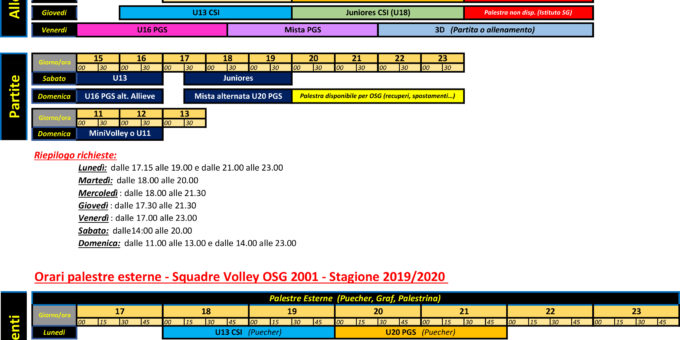 Giovedì U13 CSI Juniores CSI (U18) Palestra non disp. (Istituto SG)
Venerdì U16 PGS Mista PGS 3D (Partita o allenamento)
Partite
Giorno/ora 15 16 17 18 19 20 21 22 23
00 30 00 30 00 30 00 30 00 30 00 30 00 30 00 30 00 30
Sabato U13 Juniores
Domenica U16 PGS alt. Allieve Mista alternata U20 PGS Palestra disponibile per OSG (recuperi, spostamenti...)
Giorno/ora 11 12 13
00 30 00 30 00 30
Domenica MiniVolley o U11
Riepilogo richieste:
Lunedì: dalle 17.15 alle 19.00 e dalle 21.00 alle 23.00
Martedì: dalle 18.00 alle 20.00
Mercoledì : dalle 18.00 alle 21.30
Giovedì : dalle 17.30 alle 21.30
Venerdì : dalle 17.00 alle 23.00
Sabato: dalle14:00 alle 20.00
Domenica: dalle 11.00 alle 13.00 e dalle 14.00 alle 23.00
Orari palestre esterne - Squadre Volley OSG 2001 - Stagione 2019/2020
Palestre Esterne (Puecher, Graf, Palestrina)
Giorno/ora 17 18 19 20 21 22 23
00 15 30 45 00 15 30 45 00 15 30 45 00 15 30 45 00 15 30 45 00 15 30 45 00 15 30 45
Lunedì U13 CSI (Puecher) U20 PGS (Puecher)